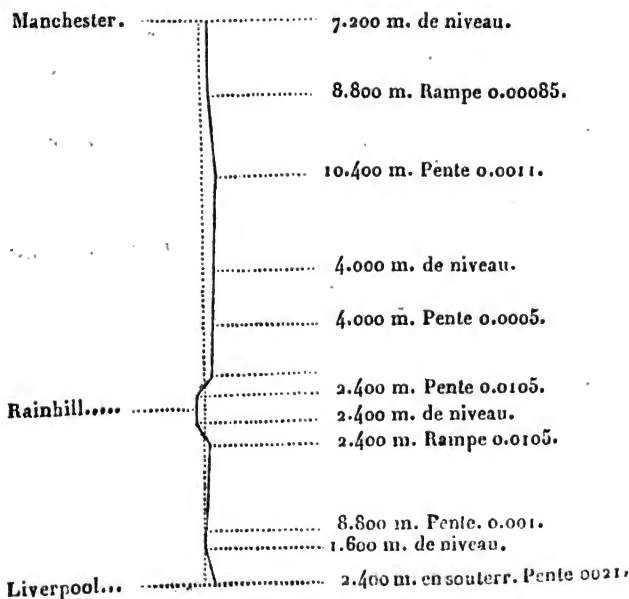 Manchester. 7.200 m. de niveau.
8.800 m. Rampe 0.00085.
10.400 m. Pente 0.0011.
4.000 m. de niveau.
4.000 m. Pente 0.0005.
2.400 m. Pente 0.0105.
Rainhill.....
2.400 m. de niveau.
2.400 m. Rampe 0.0105.
8.800 m. Pente. 0.001.
1.600 m. de niveau.
Liverpool... 2.400 m. en souterr. Pente 0021.